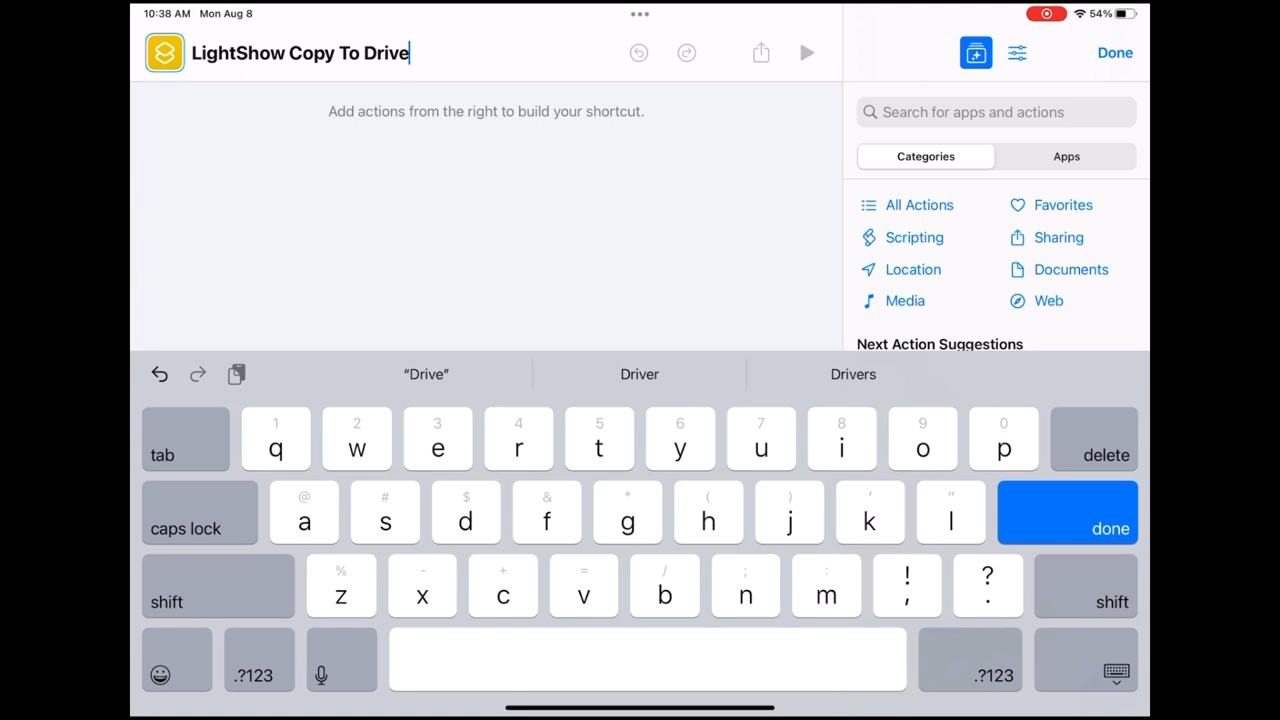 10:38 AM Mon Aug 8
54%
LightShow Copy To Drive
Done
Add actions from the right to build your shortcut.
Search for apps and actions
Categories Apps
All Actions Favorites
Scripting Sharing
Location Documents
Media Web
Next Action Suggestions
“Drive” Driver Drivers
1 2 3 4 5 6 7 8 9 0
tab q w e r t y u i o p delete
@ # $ & * ( ) ' "
caps lock a s d f g h j k l done
% - + = / ; : ! ?
shift z x c v b n m , . shift
.?123 .?123